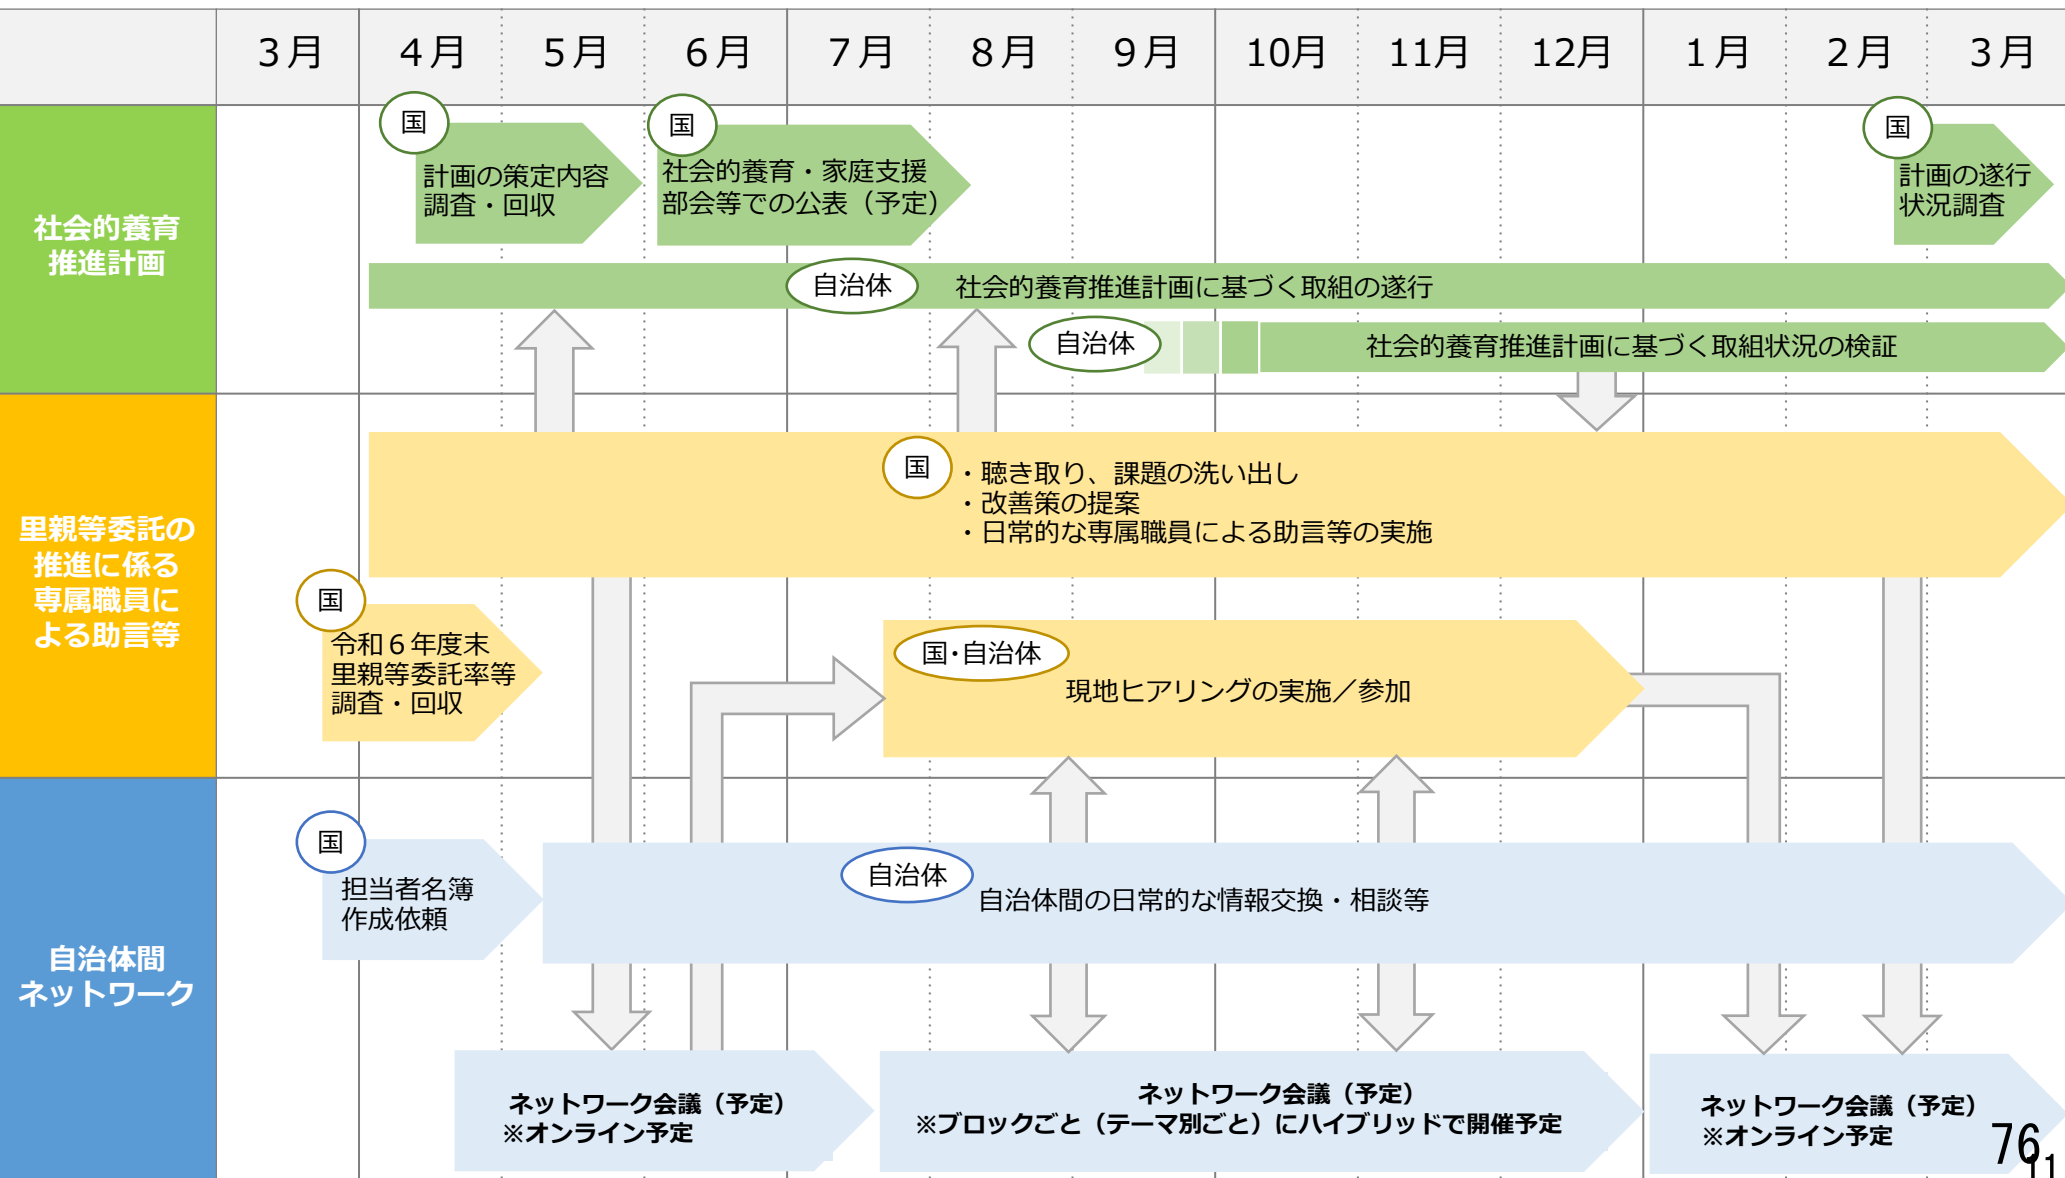 3月 4月 5月 6月 7月 8月 9月 10月 11月 12月 1月 2月 3月
社会的養育
推進計画
国
計画の策定内容
調査・回収
国
社会的養育・家庭支援
部会等での公表（予定）
国
計画の遂行
状況調査
自治体
社会的養育推進計画に基づく取組の遂行
自治体
社会的養育推進計画に基づく取組状況の検証
里親等委託の
推進に係る
専属職員に
よる助言等
国
・聴き取り、課題の洗い出し
・改善策の提案
・日常的な専属職員による助言等の実施
国
令和６年度末
里親等委託率等
調査・回収
国･自治体
現地ヒアリングの実施／参加
自治体間
ネットワーク
国
担当者名簿
作成依頼
自治体
自治体間の日常的な情報交換・相談等
ネットワーク会議（予定）
※オンライン予定
ネットワーク会議（予定）
※ブロックごと（テーマ別ごと）にハイブリッドで開催予定
ネットワーク会議（予定）
※オンライン予定
76
11